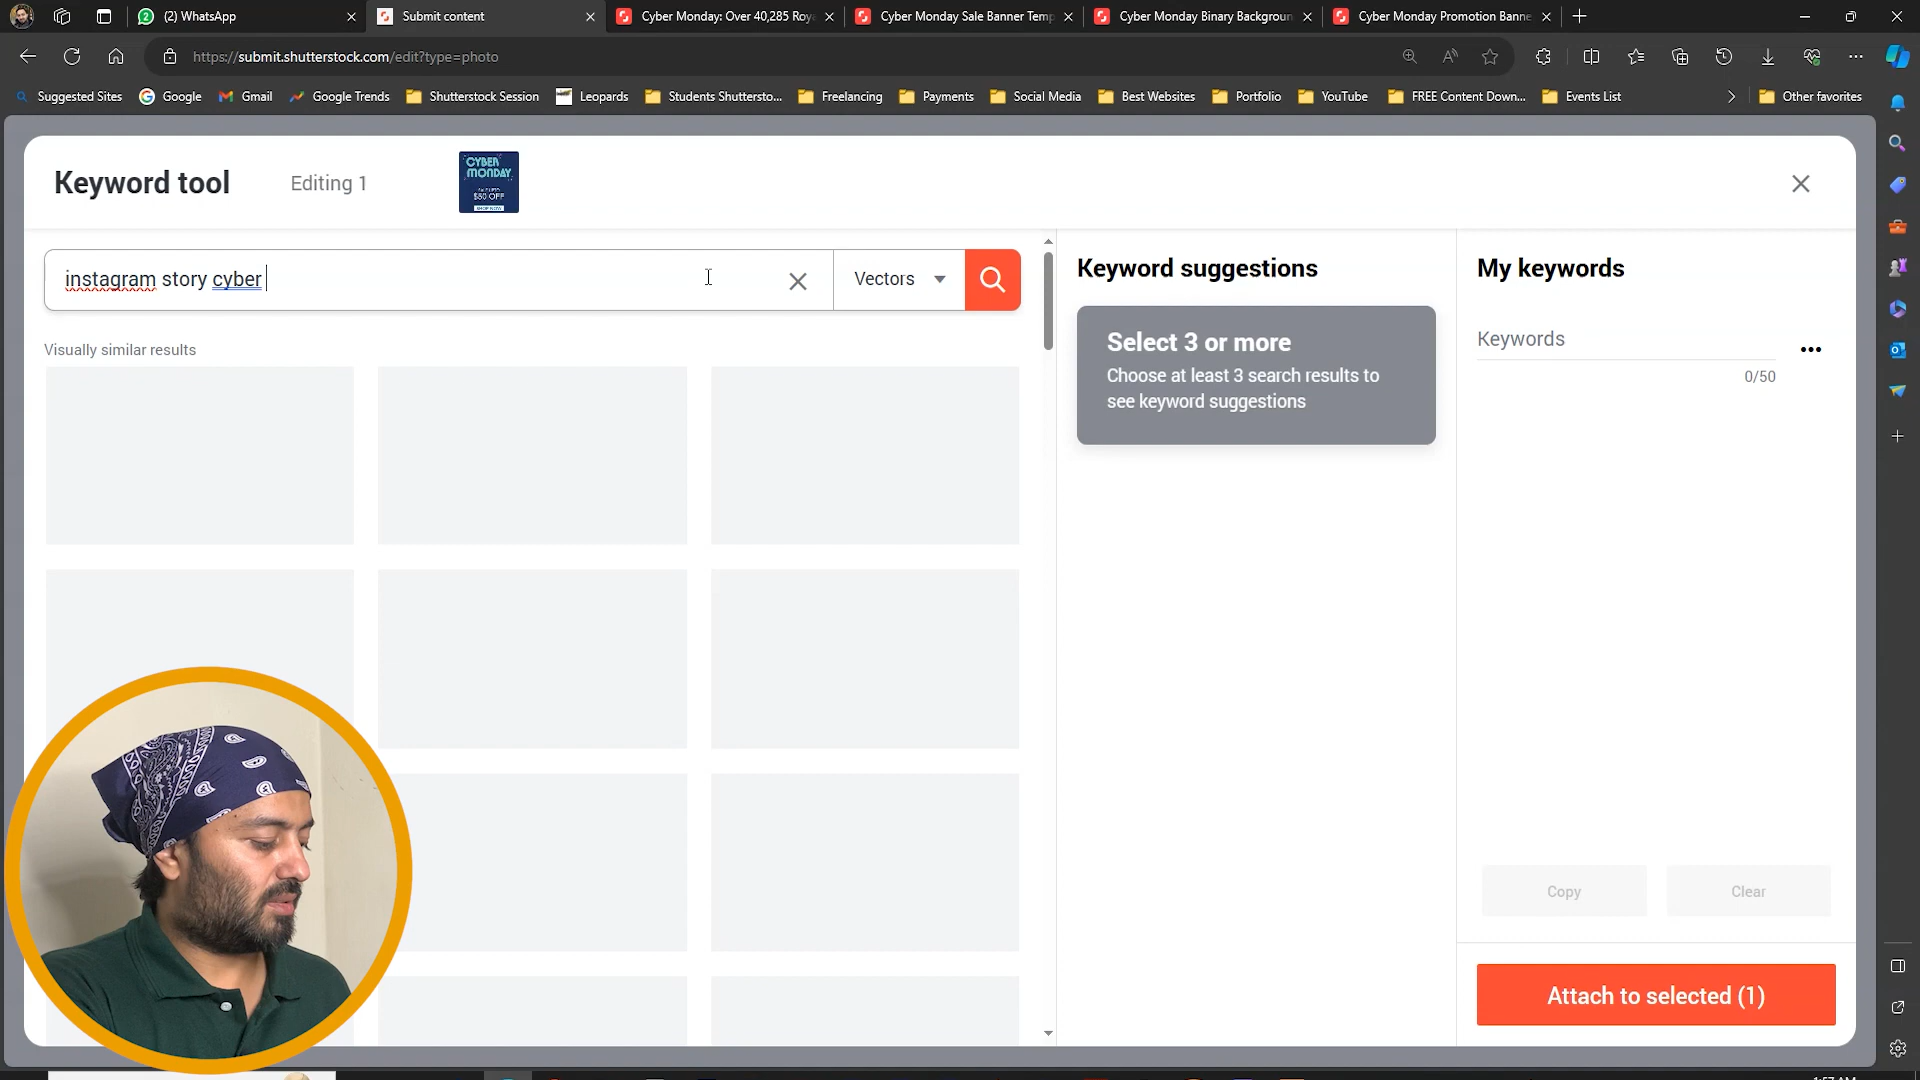 (2) WhatsApp
Submit content
Cyber Monday: Over 40,285 Roya
Cyber Monday Sale Banner Temp
Cyber Monday Binary Backgroun
Cyber Monday Promotion Banne
https://submit.shutterstock.com/edit?type=photo
Suggested Sites
Google
Gmail
Google Trends
Shutterstock Session
Leopards
Students Shuttersto...
Freelancing
Payments
Social Media
Best Websites
Portfolio
YouTube
FREE Content Down...
Events List
Other favorites
Keyword tool
Editing 1
CYBER
MONDAY
$50 OFF
SHOP NOW
instagram story cyber
Vectors
Visually similar results
Keyword suggestions
Select 3 or more
Choose at least 3 search results to
see keyword suggestions
My keywords
Keywords
0/50
Copy
Clear
Attach to selected (1)